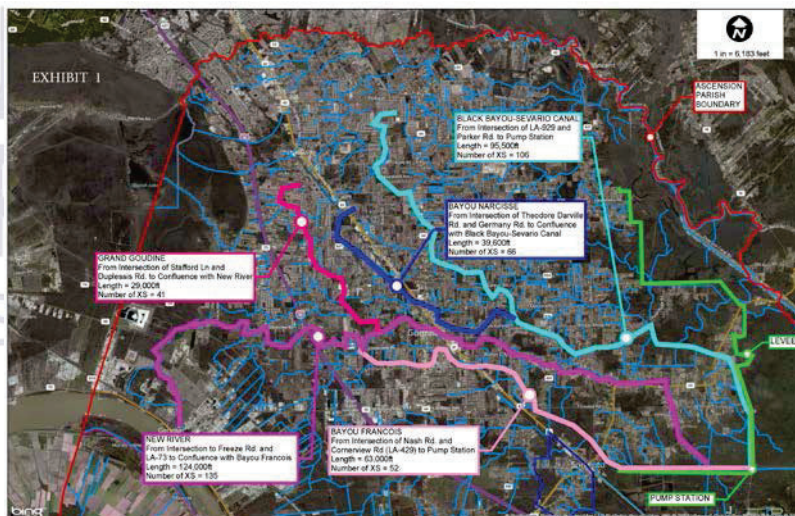 EXHIBIT 1
N
1 in = 6,183 feet
ASCENSION
PARISH
BOUNDARY
BLACK BAYOU-SEVARIO CANAL
From Intersection of LA-929 and
Parker Rd. to Pump Station
Length = 95,500ft
Number of XS = 106
BAYOU NARCISSE
From Intersection of Theodore Darville
Rd. and Germany Rd. to Confluence
with Black Bayou-Sevario Canal
Length = 39,600ft
Number of XS = 66
GRAND GOUDINE
From Intersection of Stafford Ln and
Duplessis Rd. to Confluence with New River
Length = 29,000ft
Number of XS = 41
LEVEE
NEW RIVER
From Intersection to Freeze Rd. and
LA-73 to Confluence with Bayou Francois
Length = 124,000ft
Number of XS = 135
BAYOU FRANCOIS
From Intersection of Nash Rd. and
Cornerview Rd (LA-429) to Pump Station
Length = 63,000ft
Number of XS = 52
PUMP STATION
bing